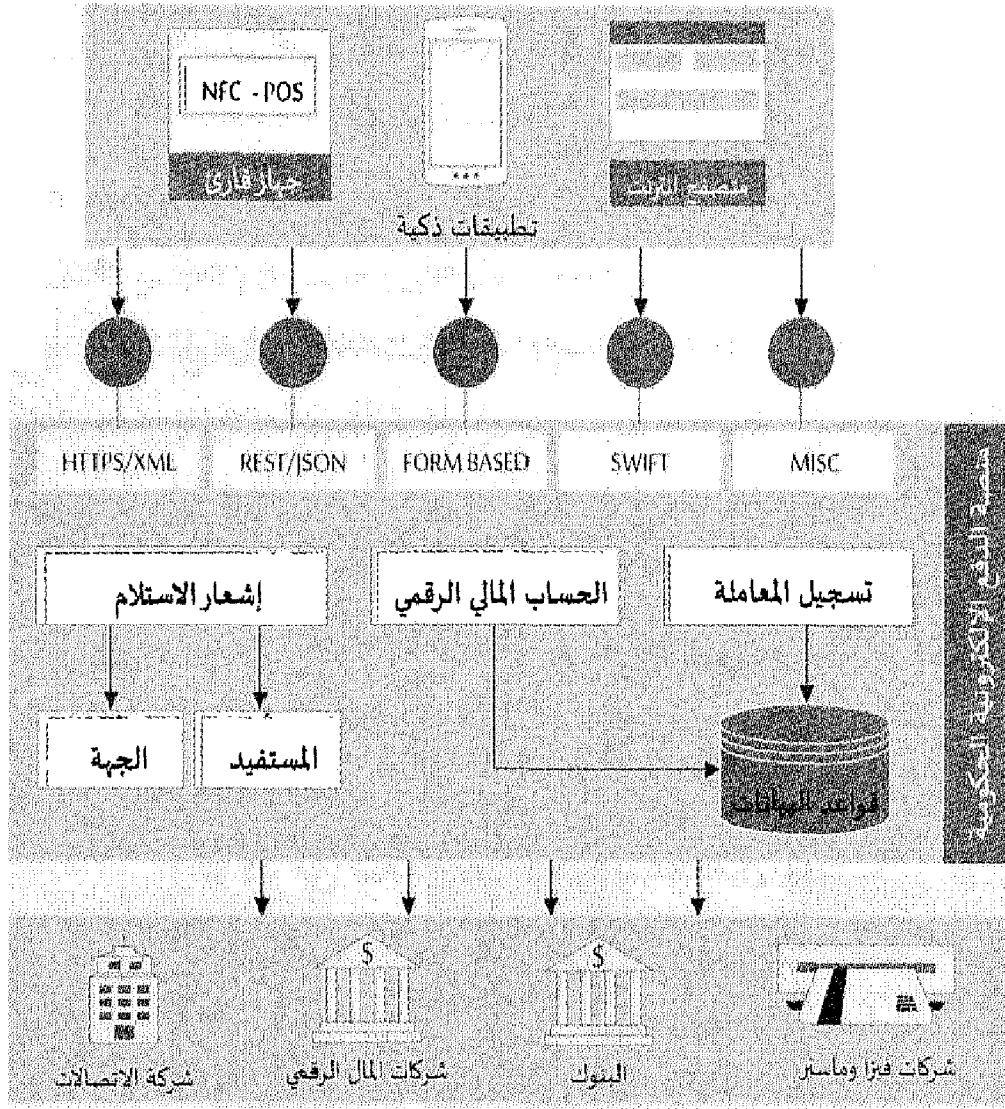 NFC - POS
جهاز قارئ
متصفح النت
تطبيقات ذكية
HTTPS/XML
REST/JSON
FORM BASED
SWIFT
MISC
منصة الدفع الإلكترونية الحكومية
إشعار الاستلام
الحساب المالي الرقمي
تسجيل المعاملة
الجهة
المستفيد
قواعد البيانات
$
$
شركة الاتصالات
شركات المال الرقمي
البنوك
شركات فيزا وماستر